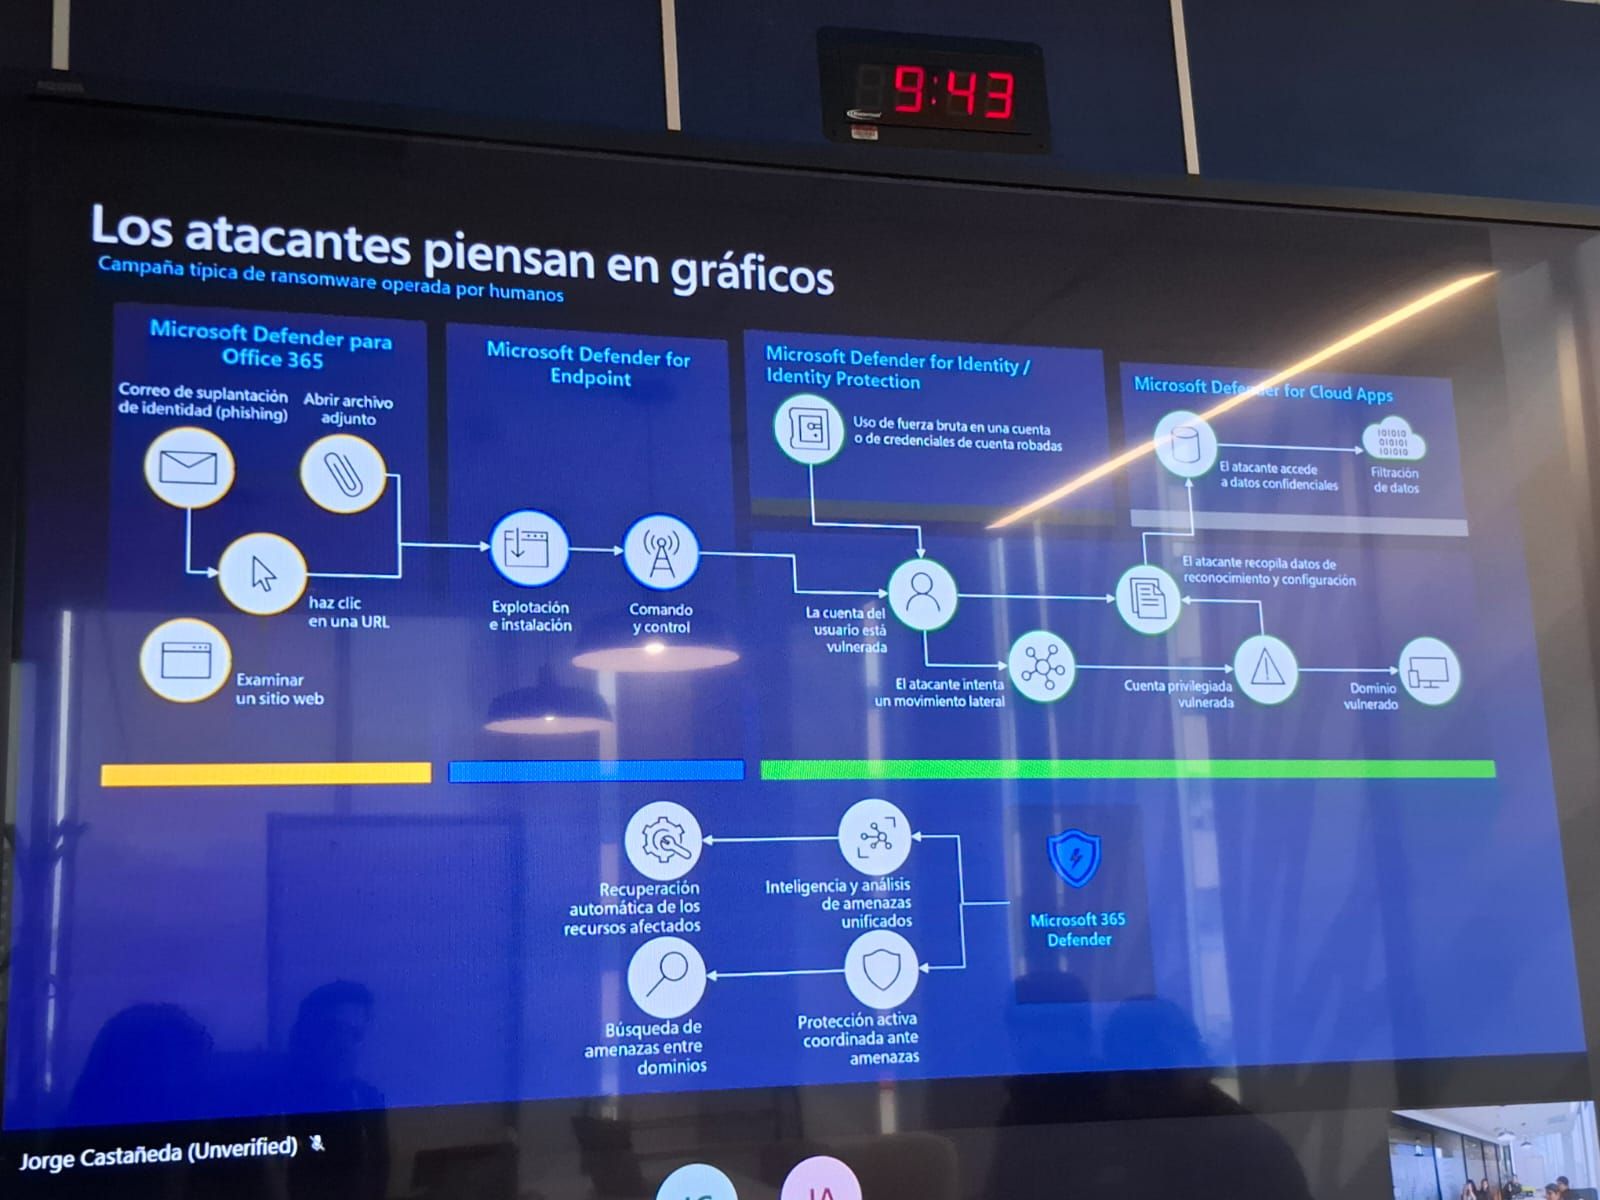 9:43
Los atacantes piensan en gráficos
Campaña típica de ransomware operada por humanos
Microsoft Defender para
Office 365
Correo de suplantación
de identidad (phishing)
Abrir archivo
adjunto
haz clic
en una URL
Examinar
un sitio web
Microsoft Defender for
Endpoint
Explotación
e instalación
Comando
y control
Microsoft Defender for Identity /
Identity Protection
Uso de fuerza bruta en una cuenta
o de credenciales de cuenta robadas
La cuenta del
usuario está
vulnerada
El atacante intenta
un movimiento lateral
Microsoft Defender for Cloud Apps
El atacante accede
a datos confidenciales
101010
010101
101010
Filtración
de datos
El atacante recopila datos de
reconocimiento y configuración
Cuenta privilegiada
vulnerada
Dominio
vulnerado
Recuperación
automática de los
recursos afectados
Inteligencia y análisis
de amenazas
unificados
Microsoft 365
Defender
Búsqueda de
amenazas entre
dominios
Protección activa
coordinada ante
amenazas
Jorge Castañeda (Unverified)